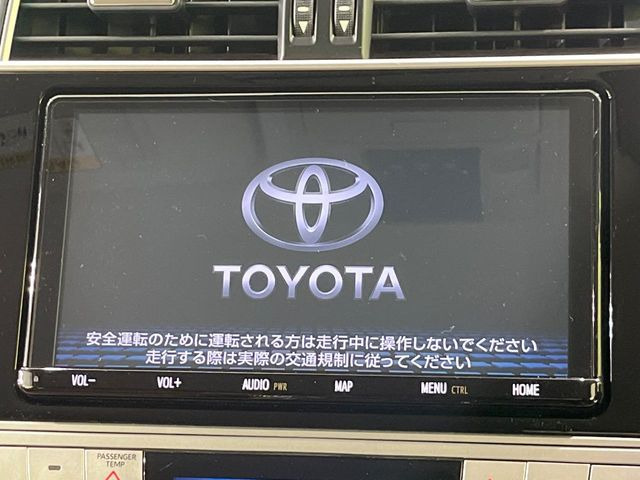 TOYOTA
安全運転のために運転される方は走行中に操作しないでください
走行する際は実際の交通規制に従ってください
VOL− VOL+ AUDIO PWR MAP MENU CTRL HOME
PASSENGER
TEMP